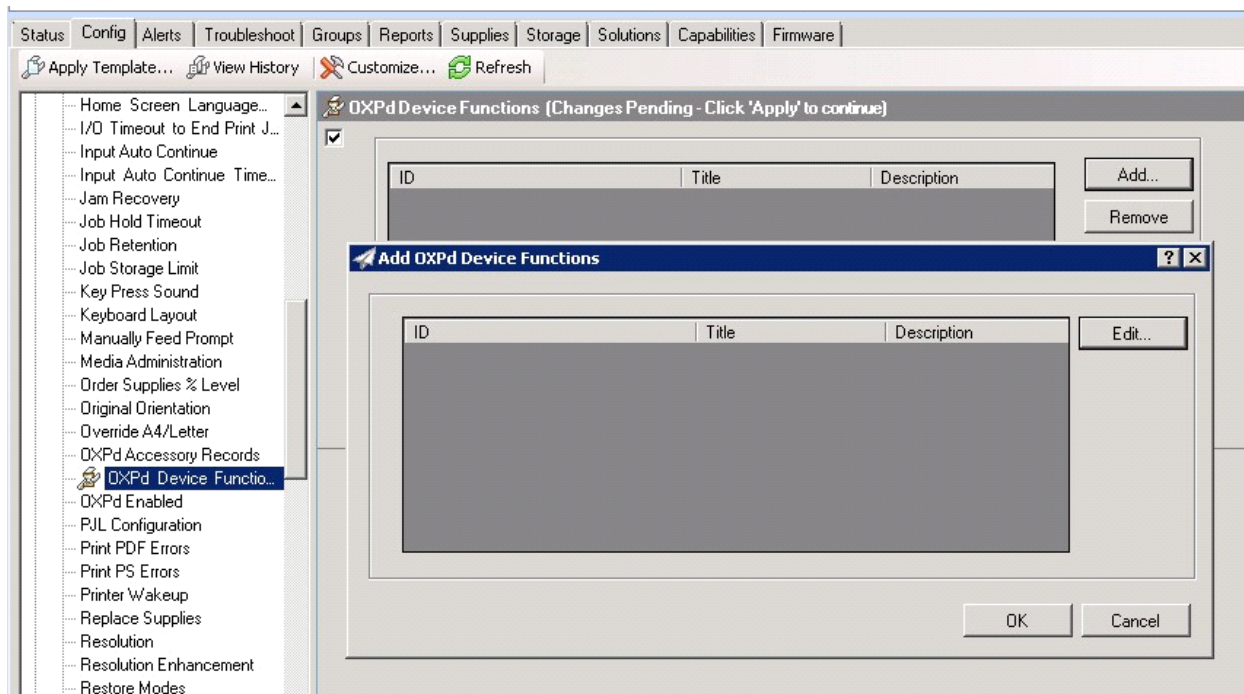 Status Config Alerts Troubleshoot Groups Reports Supplies Storage Solutions Capabilities Firmware
Apply Template... View History Customize... Refresh
Home Screen Language...
I/O Timeout to End Print J...
Input Auto Continue
Input Auto Continue Time...
Jam Recovery
Job Hold Timeout
Job Retention
Job Storage Limit
Key Press Sound
Keyboard Layout
Manually Feed Prompt
Media Administration
Order Supplies % Level
Original Orientation
Override A4/Letter
OXPd Accessory Records
OXPd Device Functio...
OXPd Enabled
PJL Configuration
Print PDF Errors
Print PS Errors
Printer Wakeup
Replace Supplies
Resolution
Resolution Enhancement
Restore Modes
OXPd Device Functions (Changes Pending - Click 'Apply' to continue)
ID Title Description
Add...
Remove
Add OXPd Device Functions
ID Title Description
Edit...
OK Cancel